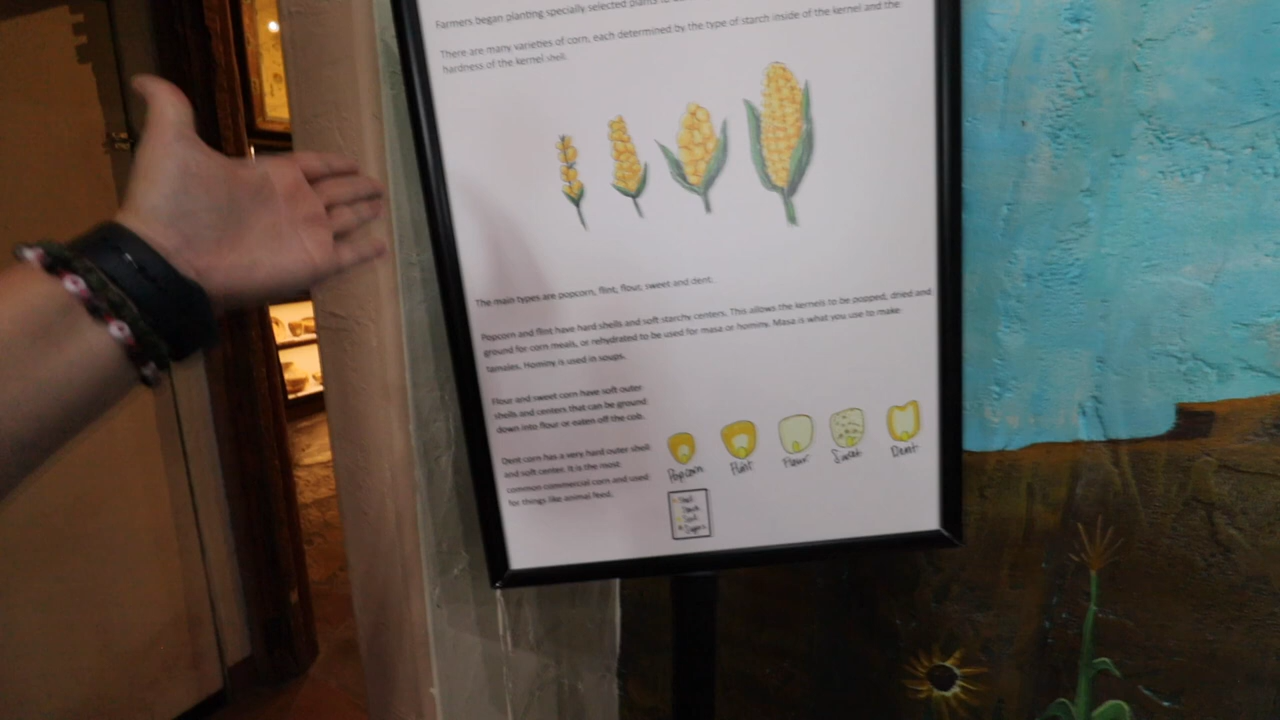 Farmers began planting specially selected plants to
There are many varieties of corn, each determined by the type of starch inside of the kernel and the
hardness of the kernel shell.
The main types are popcorn, flint, flour, sweet and dent.
Popcorn and flint have hard shells and soft starchy centers. This allows the kernels to be popped, dried and
ground for corn meals, or rehydrated to be used for masa or hominy. Masa is what you use to make
tamales. Hominy is used in soups.
Flour and sweet corn have soft outer
shells and centers that can be ground
down into flour or eaten off the cob.
Dent corn has a very hard outer shell
and soft center. It is the most
common commercial corn and used
for things like animal feed.
Popcorn Flint Flour Sweet Dent